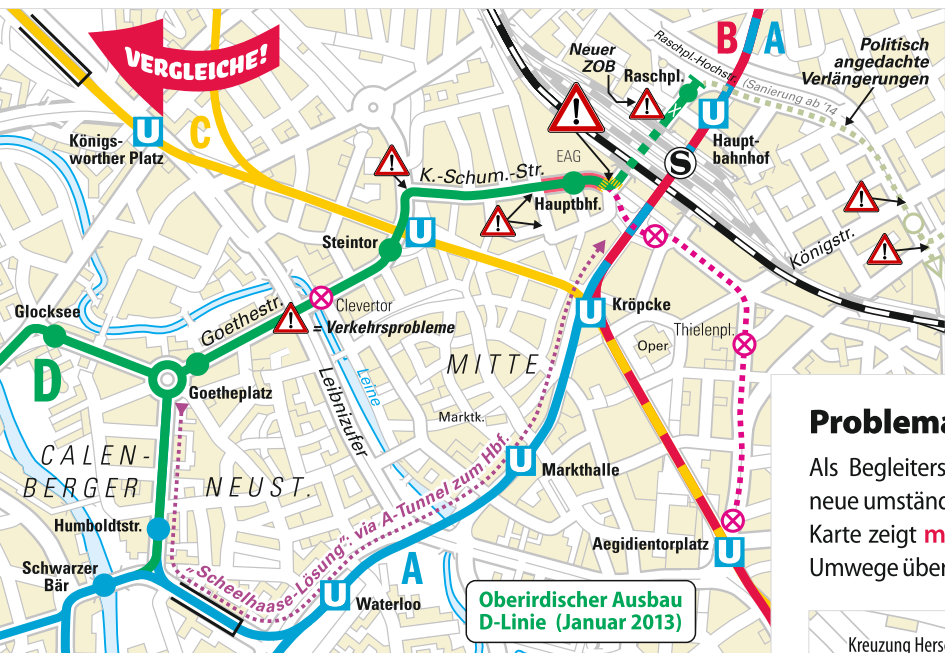 VERGLEICHE!
Neuer
ZOB
Raschpl.
Raschpl.-Hochstr.
(Sanierung ab '14
B
A
Politisch
angedachte
Verlängerungen
U
Königs-
worther Platz
C
U
Haupt-
bahnhof
S
EAG
K.-Schum.-Str.
Hauptbhf.
Steintor
U
Königstr.
Glocksee
Goethestr.
Clevertor
= Verkehrsprobleme
U
Kröpcke
Thielenpl.
Oper
D
Goetheplatz
MITTE
Leibnizufer
Leine
Marktk.
Problema
Als Begleiters
neue umständ
Karte zeigt m
Umwege über
CALEN-
BERGER
NEUST.
U
Markthalle
Humboldtstr.
„Scheelhaase-Lösung“ via A-Tunnel zum Hbf.
Aegidientorplatz
U
Schwarzer
Bär
A
U
Waterloo
Oberirdischer Ausbau
D-Linie (Januar 2013)
Kreuzung Hers